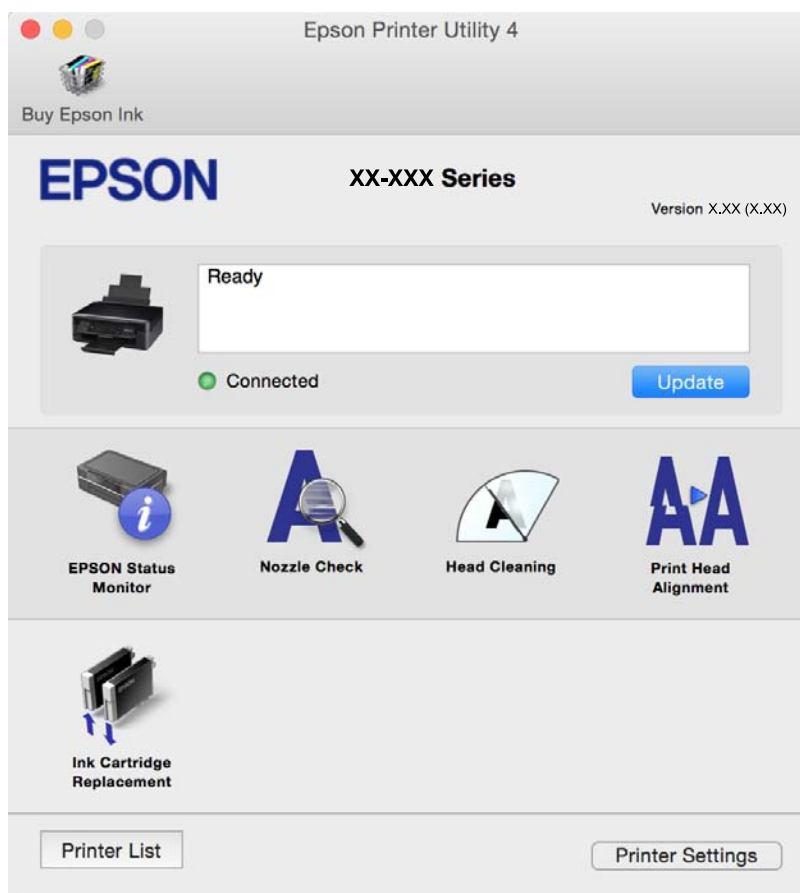 Epson Printer Utility 4
Buy Epson Ink
EPSON
XX-XXX Series
Version X.XX (X.XX)
Ready
Connected
Update
EPSON Status
Monitor
Nozzle Check
Head Cleaning
Print Head
Alignment
Ink Cartridge
Replacement
Printer List
Printer Settings